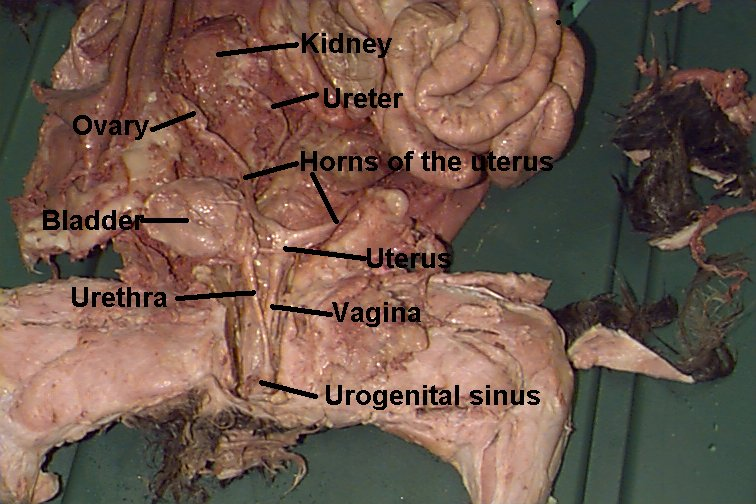 Kidney
Ureter
Ovary
Horns of the uterus
Bladder
Uterus
Urethra
Vagina
Urogenital sinus